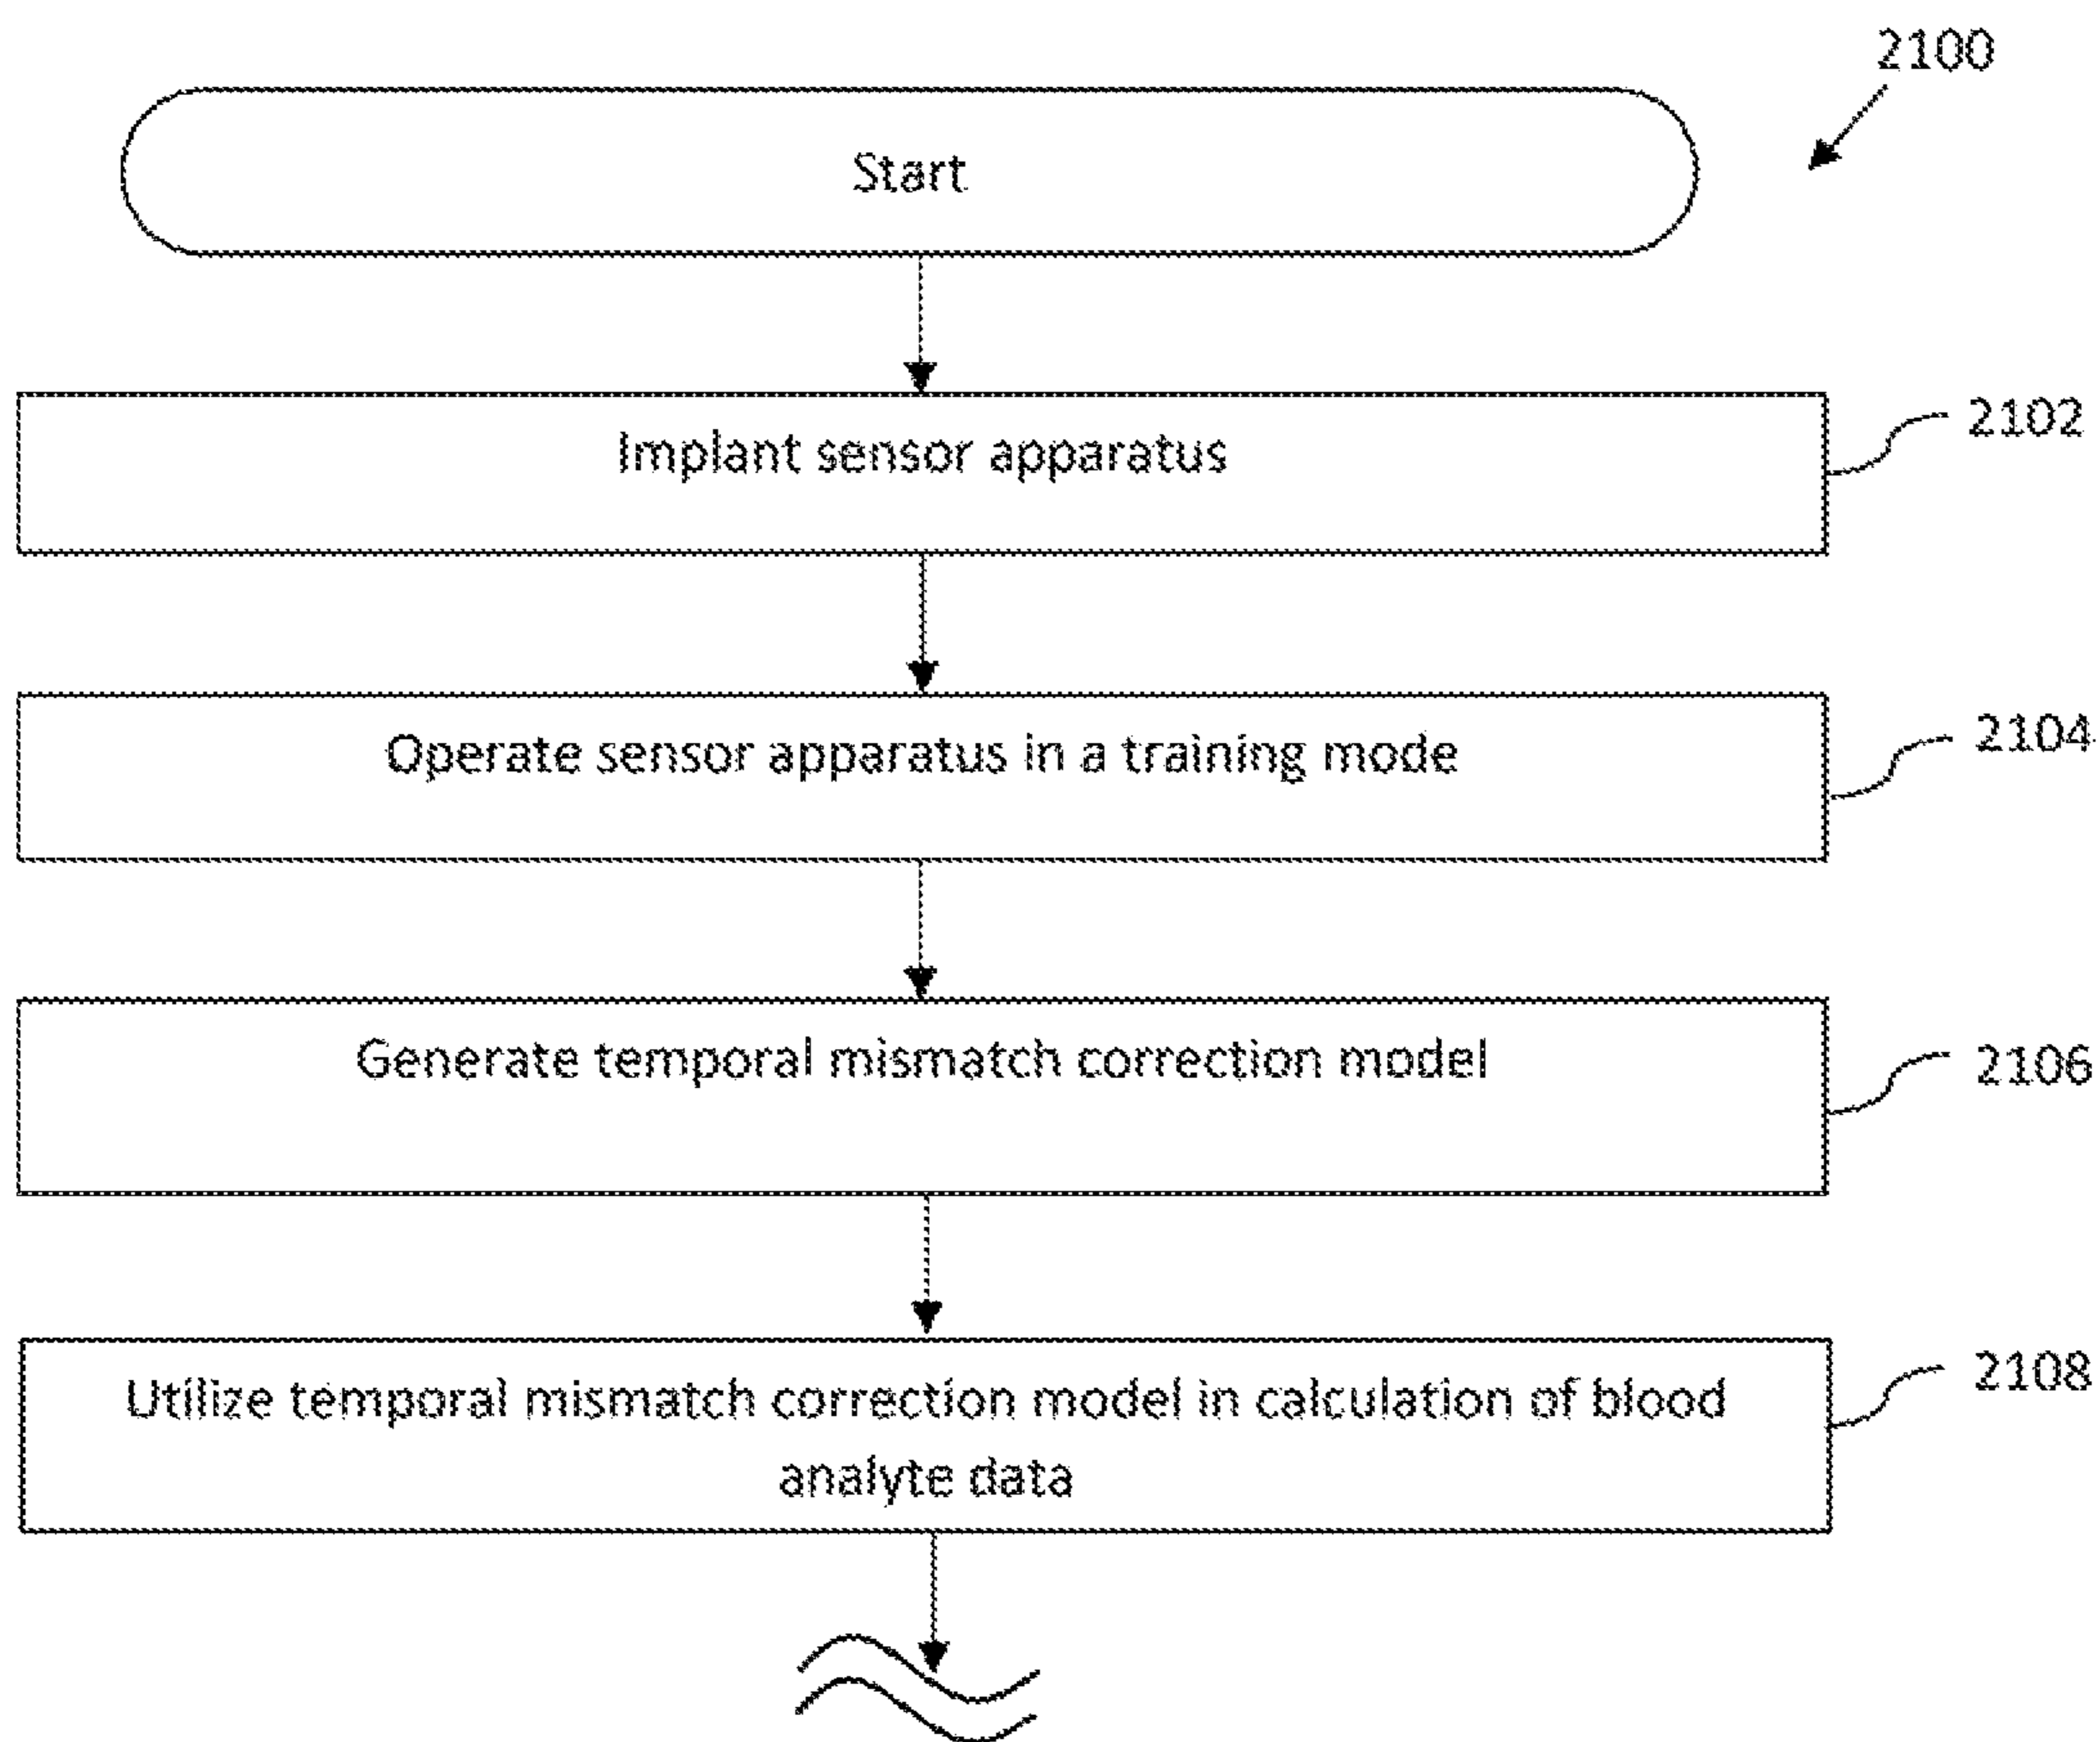 2100
Start
Implant sensor apparatus
2102
Operate sensor apparatus in a training mode
2104
Generate temporal mismatch correction model
2106
Utilize temporal mismatch correction model in calculation of blood
analyte data
2108